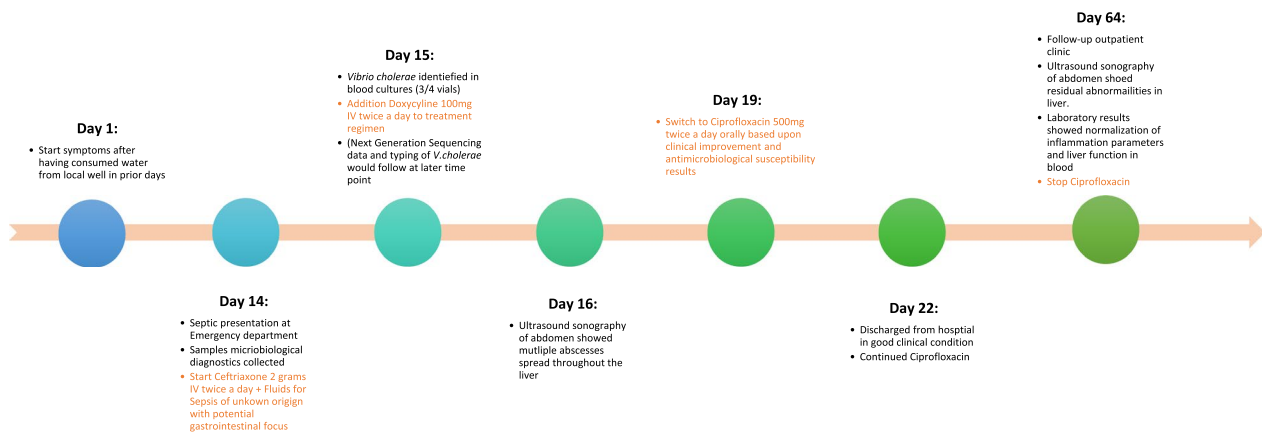 Day 1:
• Start symptoms after
having consumed water
from local well in prior days
Day 14:
• Septic presentation at
Emergency department
• Samples micriobiological
diagnostics collected
• Start Ceftriaxone 2 grams
IV twice a day + Fluids for
Sepsis of unkown origign
with potential
gastrointestinal focus
Day 15:
• Vibrio cholerae identiefied in
blood cultures (3/4 vials)
• Addition Doxycyline 100mg
IV twice a day to treatment
regimen
• (Next Generation Sequencing
data and typing of V.cholerae
would follow at later time
point
Day 16:
• Ultrasound sonography
of abdomen showed
mutliple abscesses
spread throughout the
liver
Day 19:
• Switch to Ciprofloxacin 500mg
twice a day orally based upon
clinical improvement and
antimicrobiological susceptibility
results
Day 22:
• Discharged from hosptial
in good clinical condition
• Continued Ciprofloxacin
Day 64:
• Follow-up outpatient
clinic
• Ultrasound sonography
of abdomen shoed
residual abnormailities in
liver.
• Laboratory results
showed normalization of
inflammation parameters
and liver function in
blood
• Stop Ciprofloxacin